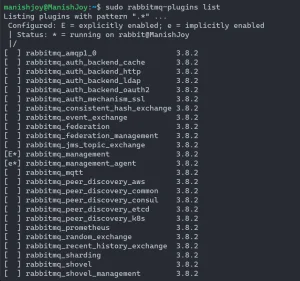 manishjoy@ManishJoy:~$ sudo rabbitmq-plugins list
Listing plugins with pattern ".*" ...
 Configured: E = explicitly enabled; e = implicitly enabled
 | Status: * = running on rabbit@ManishJoy
 |/
[  ] rabbitmq_amqp1_0                  3.8.2
[  ] rabbitmq_auth_backend_cache       3.8.2
[  ] rabbitmq_auth_backend_http        3.8.2
[  ] rabbitmq_auth_backend_ldap        3.8.2
[  ] rabbitmq_auth_backend_oauth2      3.8.2
[  ] rabbitmq_auth_mechanism_ssl       3.8.2
[  ] rabbitmq_consistent_hash_exchange 3.8.2
[  ] rabbitmq_event_exchange           3.8.2
[  ] rabbitmq_federation               3.8.2
[  ] rabbitmq_federation_management    3.8.2
[  ] rabbitmq_jms_topic_exchange       3.8.2
[E*] rabbitmq_management               3.8.2
[e*] rabbitmq_management_agent         3.8.2
[  ] rabbitmq_mqtt                     3.8.2
[  ] rabbitmq_peer_discovery_aws       3.8.2
[  ] rabbitmq_peer_discovery_common    3.8.2
[  ] rabbitmq_peer_discovery_consul    3.8.2
[  ] rabbitmq_peer_discovery_etcd      3.8.2
[  ] rabbitmq_peer_discovery_k8s       3.8.2
[  ] rabbitmq_prometheus               3.8.2
[  ] rabbitmq_random_exchange          3.8.2
[  ] rabbitmq_recent_history_exchange  3.8.2
[  ] rabbitmq_sharding                 3.8.2
[  ] rabbitmq_shovel                   3.8.2
[  ] rabbitmq_shovel_management        3.8.2